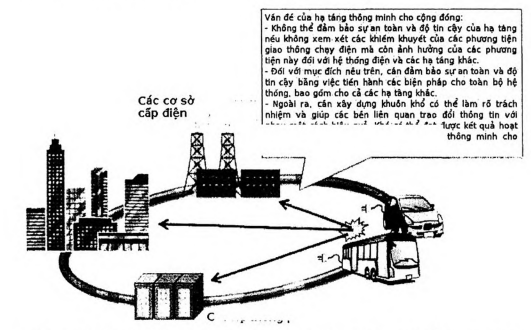 Vấn đề của hạ tầng thông minh cho cộng đồng:
- Không thể đảm bảo sự an toàn và độ tin cậy của hạ tầng
nếu không xem xét các khiếm khuyết của các phương tiện
giao thông chạy điện mà còn ảnh hưởng của các phương
tiện này đối với hệ thống điện và các hạ tầng khác.
- Đối với mục đích nêu trên, cần đảm bảo sự an toàn và độ
tin cậy bằng việc tiến hành các biện pháp cho toàn bộ hệ
thống, bao gồm cho cả các hạ tầng khác.
- Ngoài ra, cần xây dựng khuôn khổ có thể làm rõ trách
nhiệm và giúp các bên liên quan trao đổi thông tin với
được kết quả hoạt
thông minh cho
Các cơ sở
cấp điện